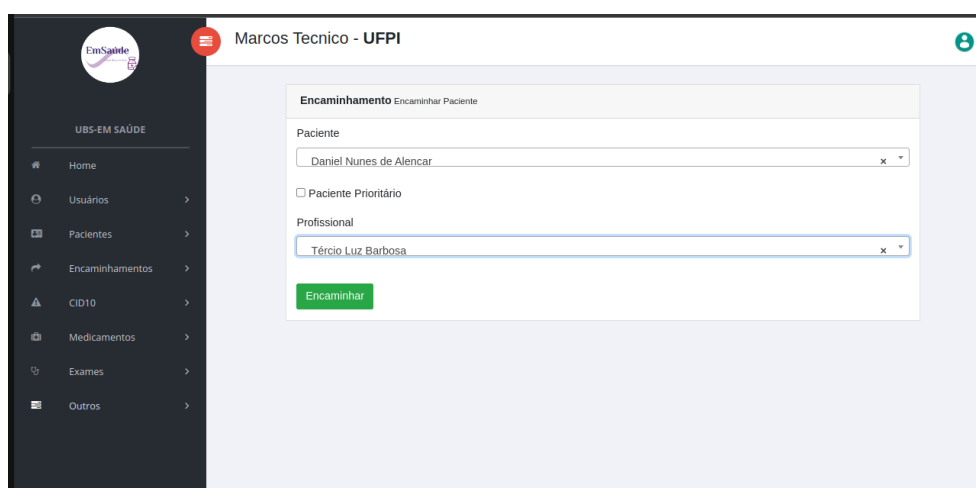 EmSaúde
Marcos Tecnico - UFPI
UBS-EM SAÚDE
Home
Usuários
Pacientes
Encaminhamentos
CID10
Medicamentos
Exames
Outros
Encaminhamento Encaminhar Paciente
Paciente
Daniel Nunes de Alencar ×
Paciente Prioritário
Profissional
Tércio Luz Barbosa ×
Encaminhar